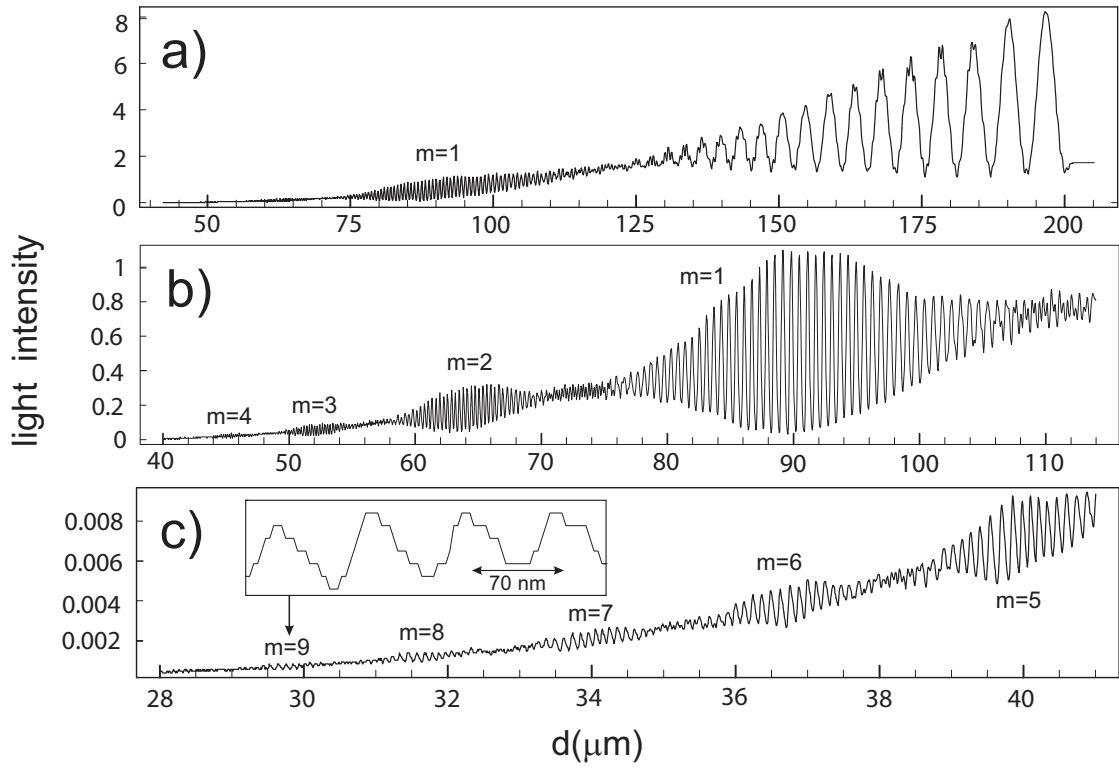 light intensity
a)
8
6
4
2
0
m=1
50 75 100 125 150 175 200
b)
1
0.8
0.6
0.4
0.2
0
m=4 m=3 m=2 m=1
40 50 60 70 80 90 100 110
c)
0.008
0.006
0.004
0.002
70 nm
m=9 m=8 m=7 m=6 m=5
28 30 32 34 36 38 40
d(μm)